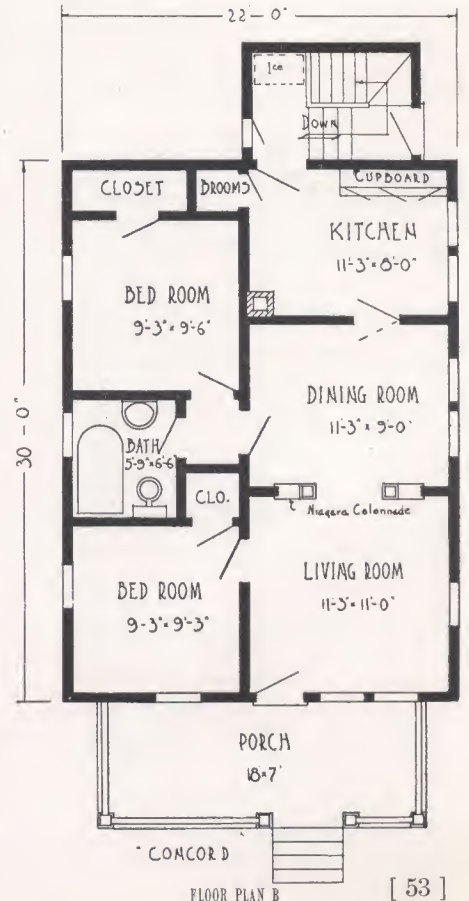 22'-0"
Ice
DOWN
CLOSET
BROOMS
CUPBOARD
KITCHEN
11'-3" × 8'-0"
BED ROOM
9'-3" × 9'-6"
30-0"
DINING ROOM
11'-3" × 9'-0"
BATH
5'-9" × 6'-6"
CLO.
Niagara Colonnade
LIVING ROOM
11'-3" × 11'-0"
BED ROOM
9'-3" × 9'-3"
PORCH
18 × 7'
"CONCORD
FLOOR PLAN B
[ 53 ]